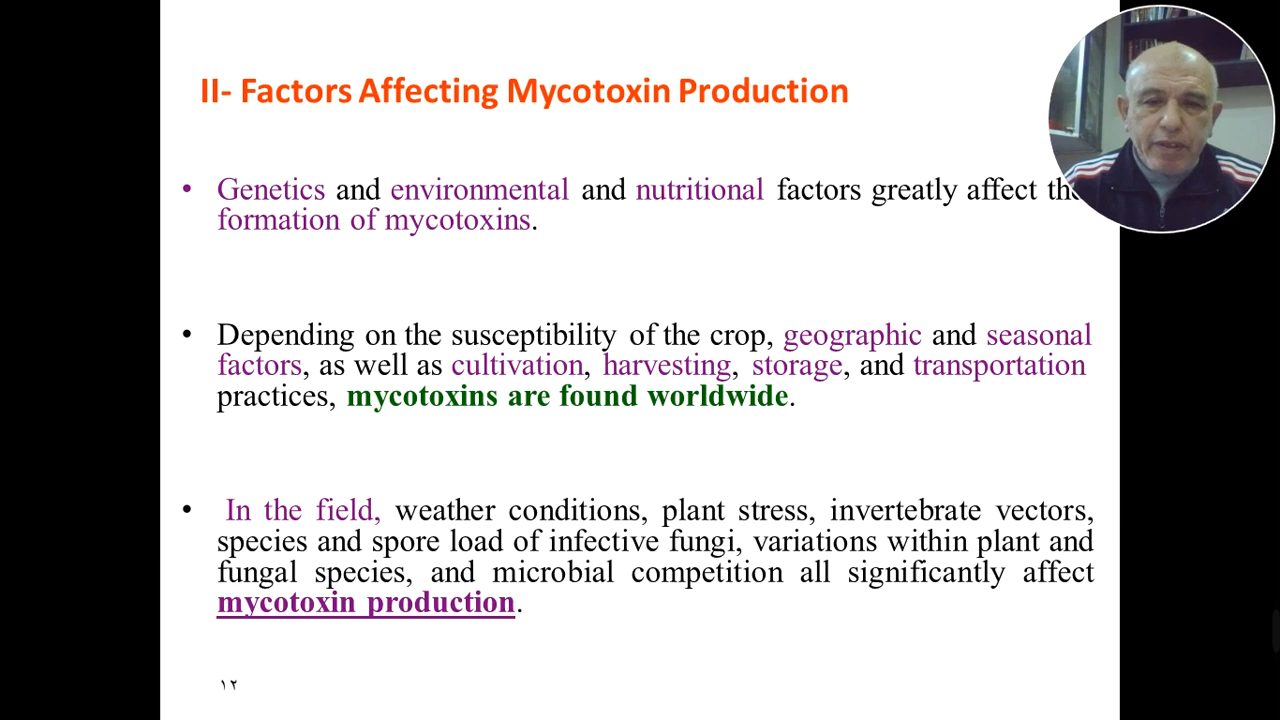 II- Factors Affecting Mycotoxin Production
• Genetics and environmental and nutritional factors greatly affect the
formation of mycotoxins.
• Depending on the susceptibility of the crop, geographic and seasonal
factors, as well as cultivation, harvesting, storage, and transportation
practices, mycotoxins are found worldwide.
• In the field, weather conditions, plant stress, invertebrate vectors,
species and spore load of infective fungi, variations within plant and
fungal species, and microbial competition all significantly affect
mycotoxin production.
١٢